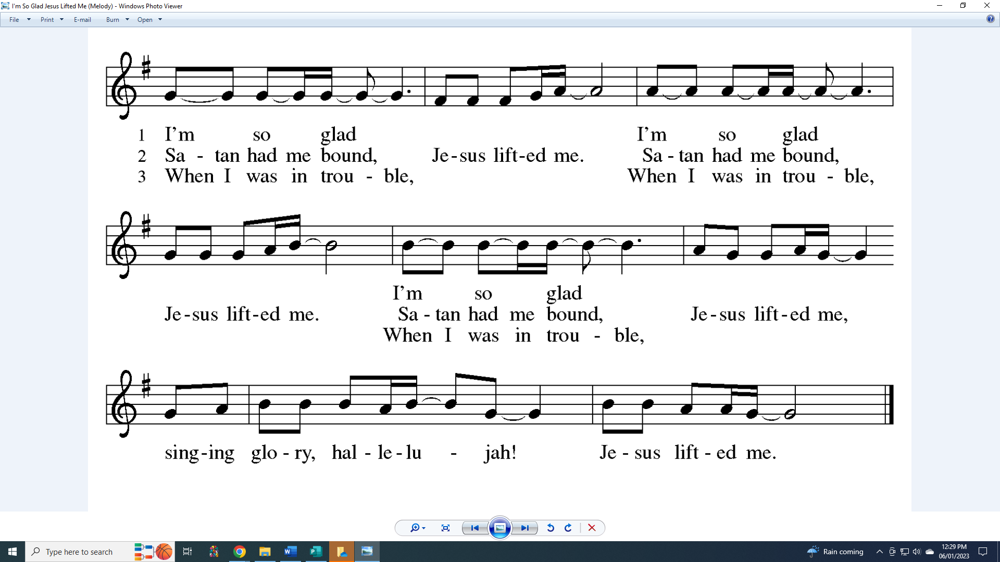 I'm So Glad Jesus Lifted Me (Melody) - Windows Photo Viewer
File Print E-mail Burn Open
1 I'm so glad I'm so glad
2 Sa - tan had me bound, Je-sus lift-ed me. Sa - tan had me bound,
3 When I was in trou - ble, When I was in trou - ble,
I'm so glad
Je-sus lift-ed me. Sa - tan had me bound, Je-sus lift-ed me,
When I was in trou - ble,
sing-ing glo - ry, hal - le - lu - jah! Je - sus lift - ed me.
Type here to search
Rain coming
12:29 PM
06/01/2023